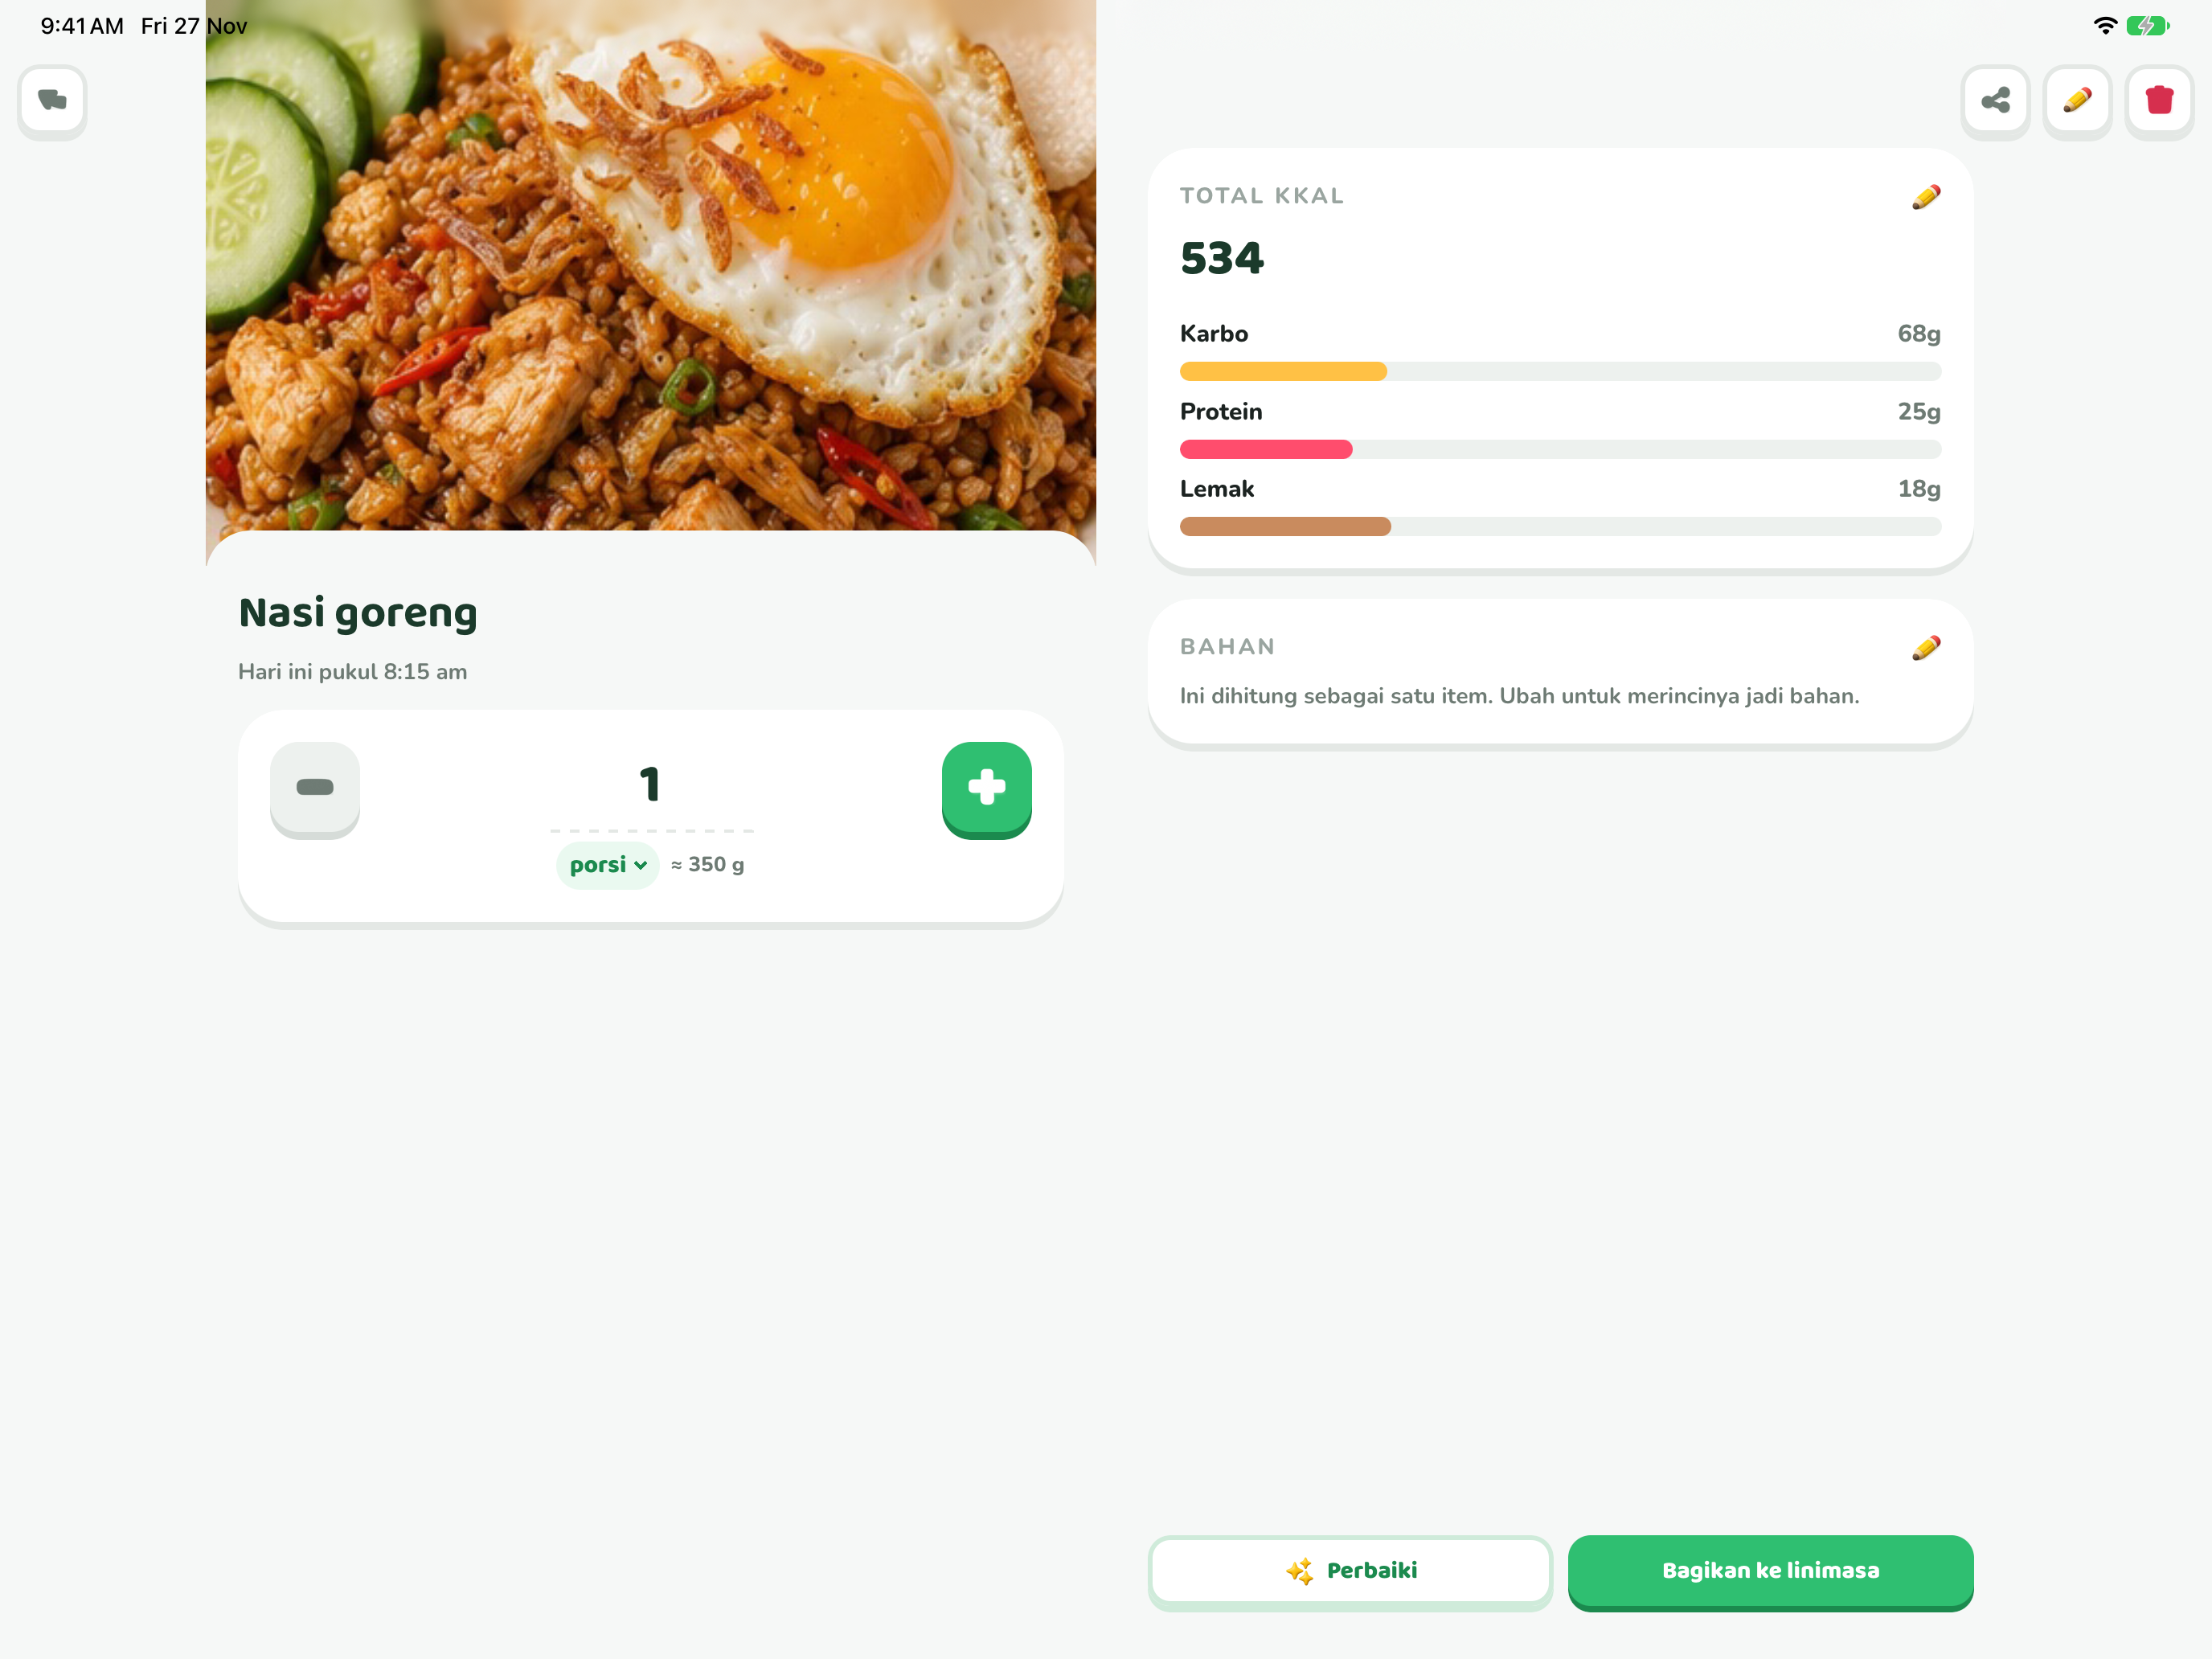 9:41 AM Fri 27 Nov
Nasi goreng
Hari ini pukul 8:15 am
1
porsi ≈ 350 g
TOTAL KKAL
534
Karbo 68g
Protein 25g
Lemak 18g
BAHAN
Ini dihitung sebagai satu item. Ubah untuk merincinya jadi bahan.
Perbaiki
Bagikan ke linimasa